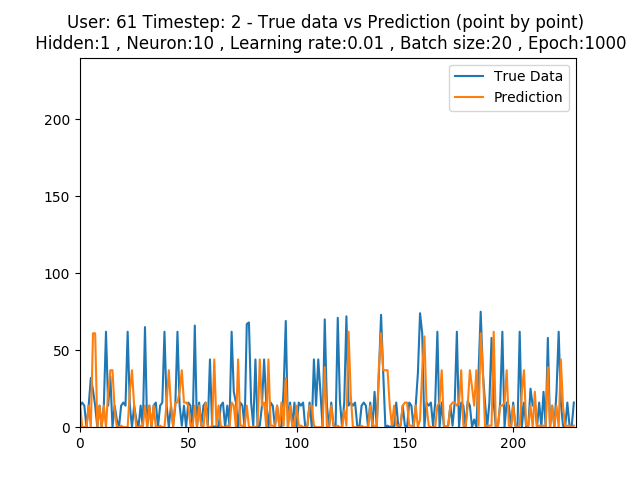 User: 61 Timestep: 2 - True data vs Prediction (point by point)
Hidden:1 , Neuron:10 , Learning rate:0.01 , Batch size:20 , Epoch:1000
True Data
Prediction
200
150
100
50
0
0 50 100 150 200